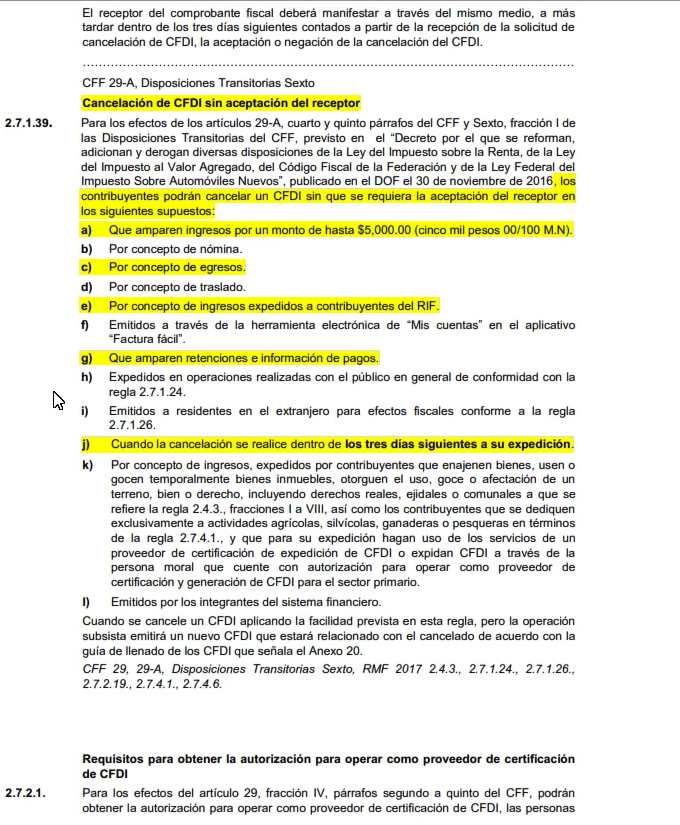 El receptor del comprobante fiscal deberá manifestar a través del mismo medio, a más
tardar dentro de los tres días siguientes contados a partir de la recepción de la solicitud de
cancelación de CFDI, la aceptación o negación de la cancelación del CFDI.
..............................................................................................................................
CFF 29-A, Disposiciones Transitorias Sexto
Cancelación de CFDI sin aceptación del receptor
2.7.1.39. Para los efectos de los artículos 29-A, cuarto y quinto párrafos del CFF y Sexto, fracción I de
las Disposiciones Transitorias del CFF, previsto en el “Decreto por el que se reforman,
adicionan y derogan diversas disposiciones de la Ley del Impuesto sobre la Renta, de la Ley
del Impuesto al Valor Agregado, del Código Fiscal de la Federación y de la Ley Federal del
Impuesto Sobre Automóviles Nuevos”, publicado en el DOF el 30 de noviembre de 2016, los
contribuyentes podrán cancelar un CFDI sin que se requiera la aceptación del receptor en
los siguientes supuestos:
a) Que amparen ingresos por un monto de hasta $5,000.00 (cinco mil pesos 00/100 M.N).
b) Por concepto de nómina.
c) Por concepto de egresos.
d) Por concepto de traslado.
e) Por concepto de ingresos expedidos a contribuyentes del RIF.
f) Emitidos a través de la herramienta electrónica de “Mis cuentas” en el aplicativo
“Factura fácil”.
g) Que amparen retenciones e información de pagos.
h) Expedidos en operaciones realizadas con el público en general de conformidad con la
regla 2.7.1.24.
i) Emitidos a residentes en el extranjero para efectos fiscales conforme a la regla
2.7.1.26.
j) Cuando la cancelación se realice dentro de los tres días siguientes a su expedición.
k) Por concepto de ingresos, expedidos por contribuyentes que enajenen bienes, usen o
gocen temporalmente bienes inmuebles, otorguen el uso, goce o afectación de un
terreno, bien o derecho, incluyendo derechos reales, ejidales o comunales a que se
refiere la regla 2.4.3., fracciones I a VIII, así como los contribuyentes que se dediquen
exclusivamente a actividades agrícolas, silvícolas, ganaderas o pesqueras en términos
de la regla 2.7.4.1., y que para su expedición hagan uso de los servicios de un
proveedor de certificación de expedición de CFDI o expidan CFDI a través de la
persona moral que cuente con autorización para operar como proveedor de
certificación y generación de CFDI para el sector primario.
l) Emitidos por los integrantes del sistema financiero.
Cuando se cancele un CFDI aplicando la facilidad prevista en esta regla, pero la operación
subsista emitirá un nuevo CFDI que estará relacionado con el cancelado de acuerdo con la
guía de llenado de los CFDI que señala el Anexo 20.
CFF 29, 29-A, Disposiciones Transitorias Sexto, RMF 2017 2.4.3., 2.7.1.24., 2.7.1.26.,
2.7.2.19., 2.7.4.1., 2.7.4.6.
Requisitos para obtener la autorización para operar como proveedor de certificación
de CFDI
2.7.2.1. Para los efectos del artículo 29, fracción IV, párrafos segundo a quinto del CFF, podrán
obtener la autorización para operar como proveedor de certificación de CFDI, las personas